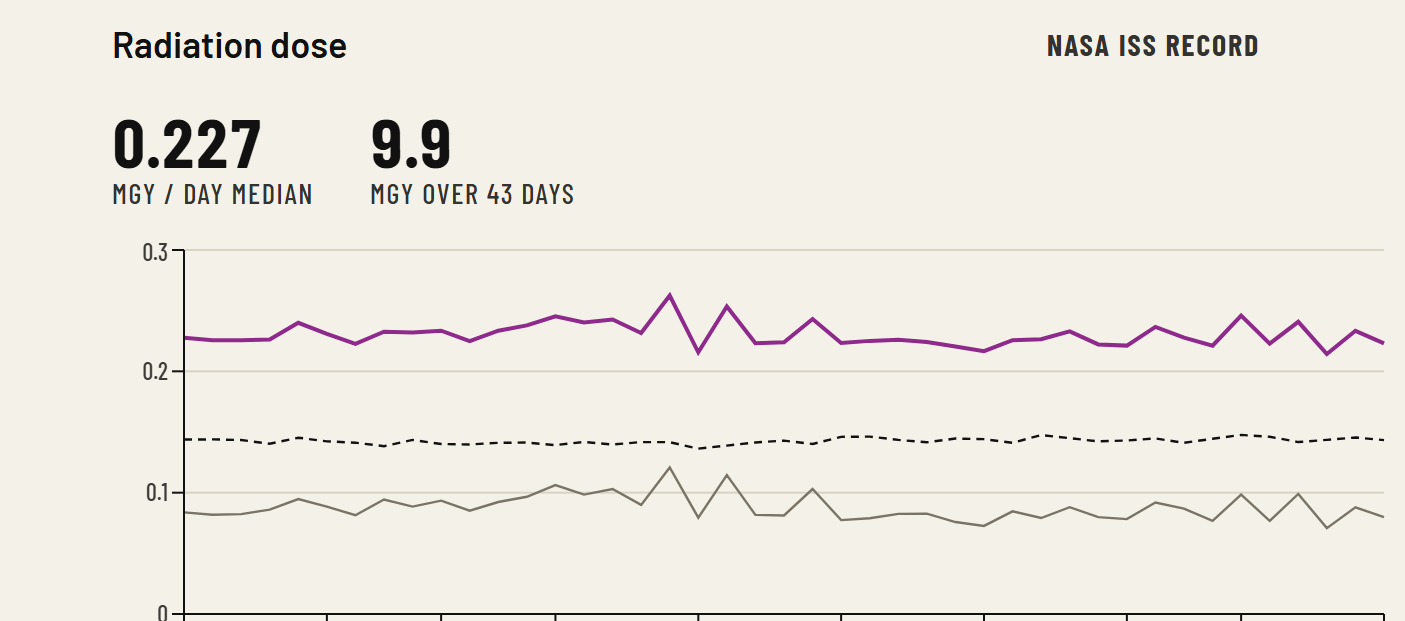 Radiation dose
NASA ISS RECORD
0.227
9.9
MGY / DAY MEDIAN
MGY OVER 43 DAYS
0.3
0.2
0.1
0